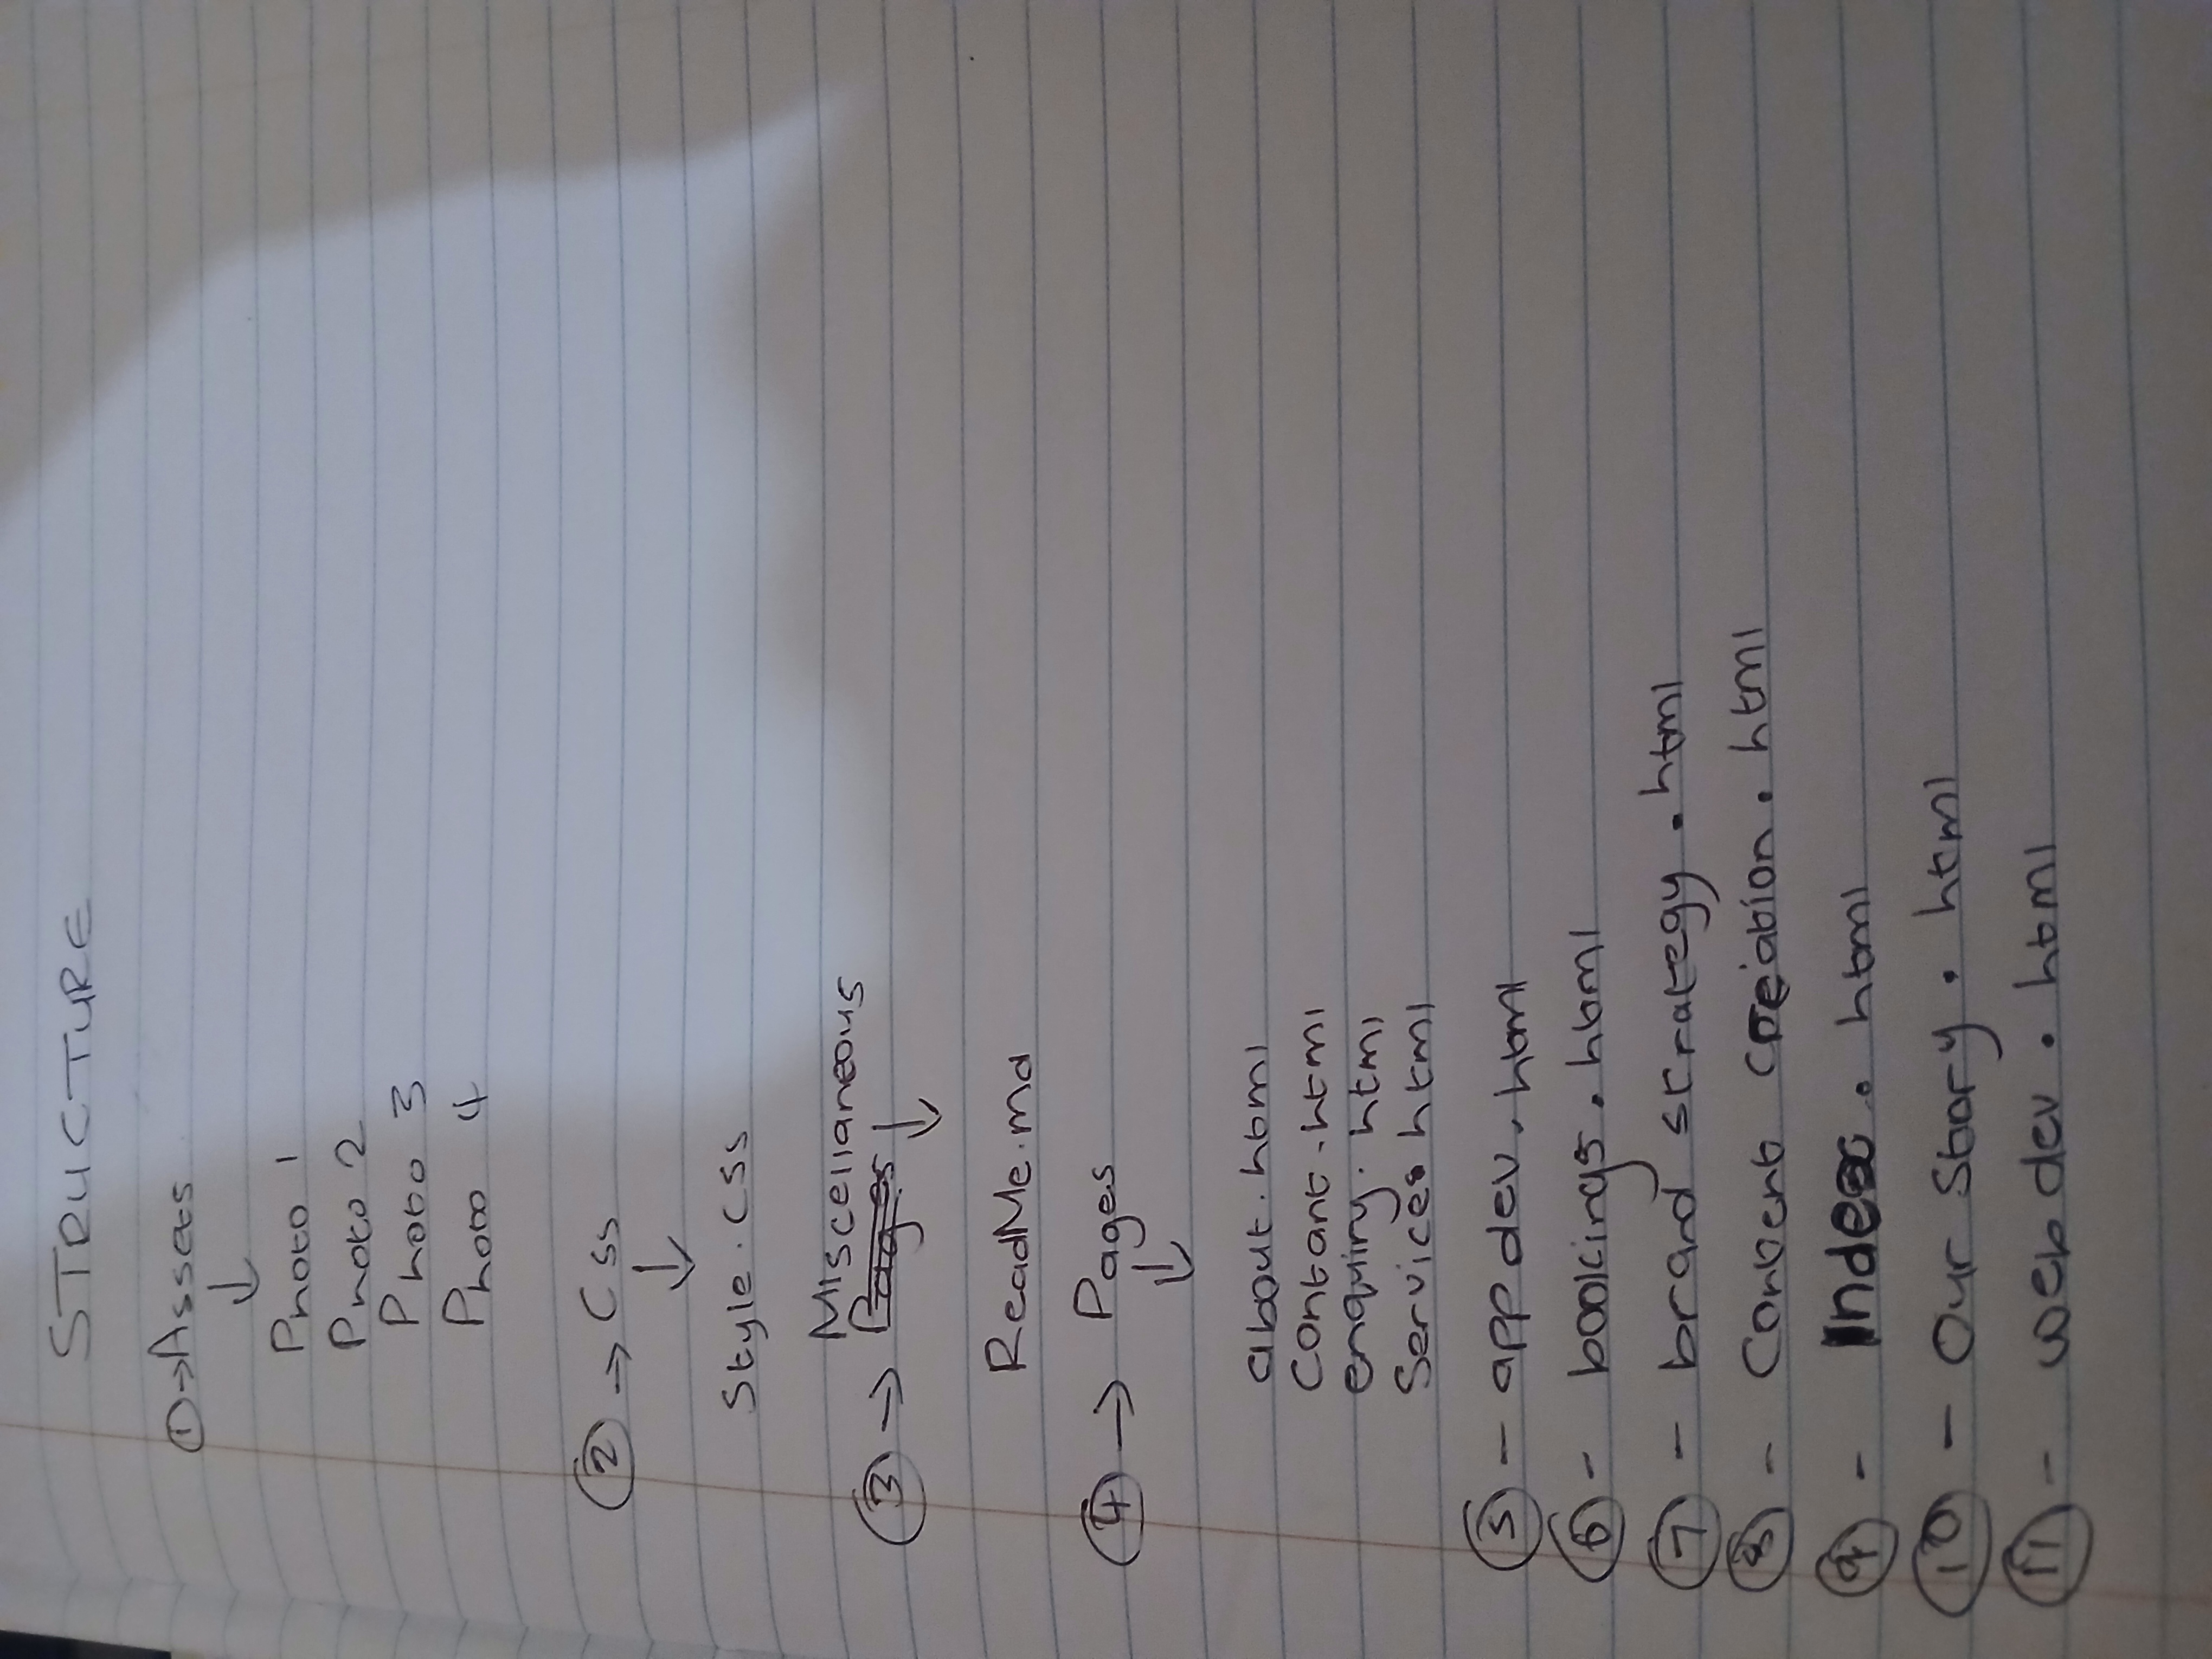 STRUCTURE
① → Assets
↓
Photo 1
Photo 2
Photo 3
Photo 4
② → Css
↓
Style.css
Miscellaneous
③ → Pages ↓
ReadMe.md
④ → Pages
↓
about.html
Contant.html
enquiry.html
Services html
⑤ - app dev.html
⑥ - bookings.html
⑦ - brand strategy.html
⑧ - Content creation.html
⑨ - Index.html
⑩ - Our Story.html
⑪ - web dev.html